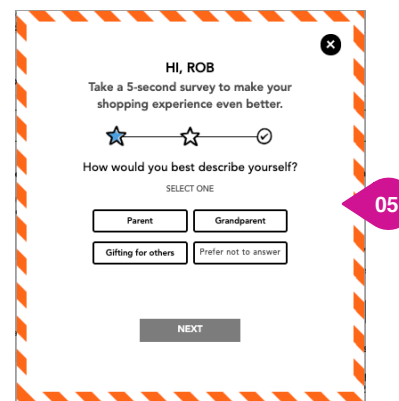 HI, ROB
Take a 5-second survey to make your
shopping experience even better.
How would you best describe yourself?
SELECT ONE
Parent
Grandparent
Gifting for others
Prefer not to answer
NEXT
05